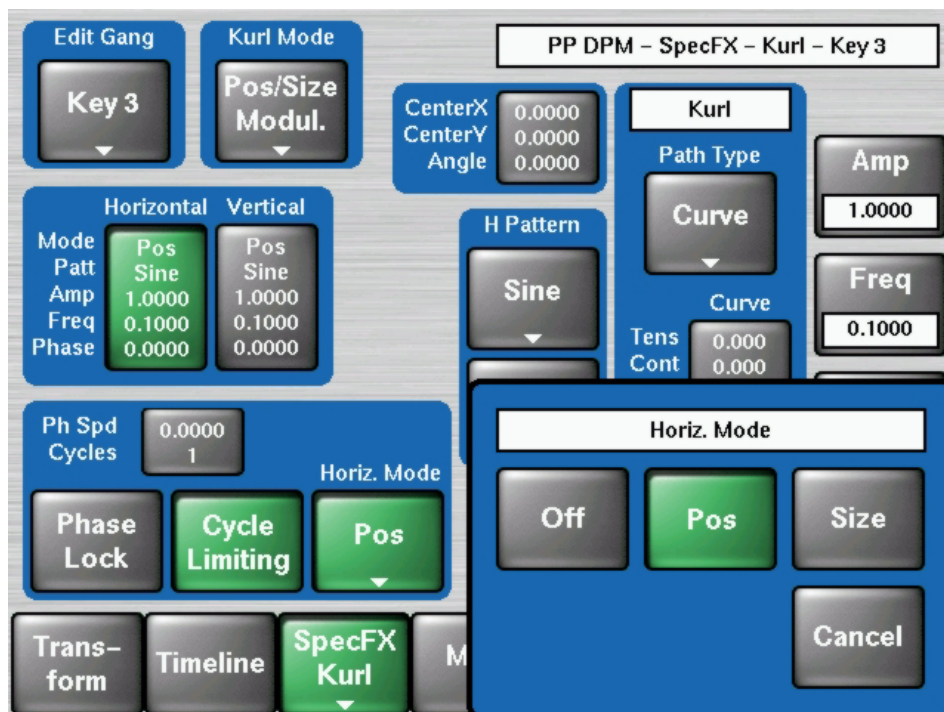 Edit Gang
Kurl Mode
PP DPM – SpecFX – Kurl – Key 3
Key 3
Pos/Size
Modul.
CenterX 0.0000
CenterY 0.0000
Angle 0.0000
Kurl
Path Type
Curve
Amp
1.0000
Horizontal Vertical
Mode Pos Pos
Patt Sine Sine
Amp 1.0000 1.0000
Freq 0.1000 0.1000
Phase 0.0000 0.0000
H Pattern
Sine
Freq
0.1000
Curve
Tens 0.000
Cont 0.000
Ph Spd 0.0000
Cycles 1
Horiz. Mode
Phase
Lock
Cycle
Limiting
Pos
Horiz. Mode
Off
Pos
Size
Cancel
Trans–
form
Timeline
SpecFX
Kurl